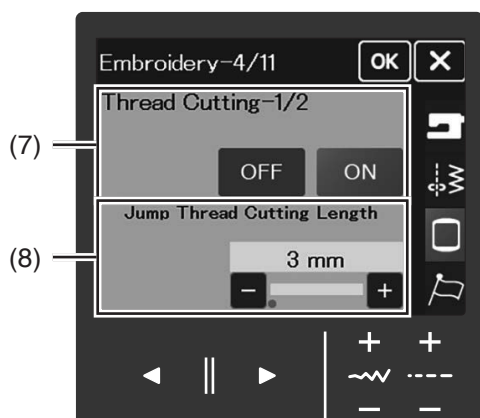 Embroidery-4/11 OK
Thread Cutting-1/2
(7)
OFF ON
Jump Thread Cutting Length
(8)
3 mm
- +
+ +
- -